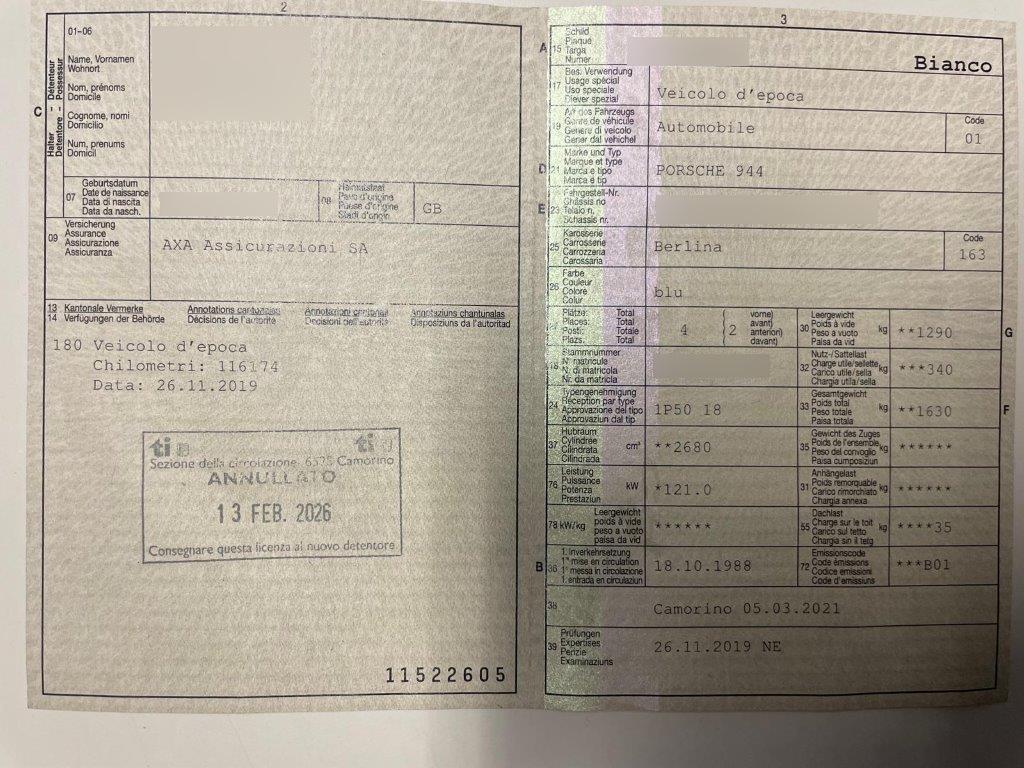 2
01-06
Name, Vornamen
Wohnort
Nom, prénoms
Domicile
Cognome, nomi
Domicilio
Num, prenums
Domicil
C
Halter – Détenteur
Detentore – Possessur
07
Geburtsdatum
Date de naissance
Data di nascita
Data da nasch.
08
Heimatstaat
Pays d'origine
Paese d'origine
Stadi d'origin
GB
09
Versicherung
Assurance
Assicurazione
Assicuranza
AXA Assicurazioni SA
13 Kantonale Vermerke Annotations cantonales Annotazioni cantonali Annotaziuns chantunalas
14 Verfügungen der Behörde Décisions de l'autorité Decisioni dell'autorità Disposiziuns da l'autoritad
180 Veicolo d'epoca
Chilometri: 116174
Data: 26.11.2019
ti ti
Sezione della circolazione, 6528 Camorino
ANNULLATO
13 FEB. 2026
Consegnare questa licenza al nuovo detentore
11522605
3
A
15
Schild
Plaque
Targa
Numer
Bianco
17
Bes. Verwendung
Usage spécial
Uso speciale
Diever spezial
Veicolo d'epoca
19
Art des Fahrzeugs
Genre de véhicule
Genere di veicolo
Gener dal vehichel
Automobile
Code
01
D
21
Marke und Typ
Marque et type
Marca e tipo
Marca e tip
PORSCHE 944
E
23
Fahrgestell-Nr.
Châssis no
Telaio n.
Schassis nr.
25
Karosserie
Carrosserie
Carrozzeria
Carossaria
Berlina
Code
163
26
Farbe
Couleur
Colore
Colur
blu
Plätze: Total
Places: Total
Posti: Totale
Plazs: Total
4
2
vorne)
avant)
anteriori)
davant)
30
Leergewicht
Poids à vide
Peso a vuoto
Paisa da vid
kg
**1290
G
18
Stammnummer
N° matricule
N. di matricola
Nr. da matricla
32
Nutz-/Sattellast
Charge utile/sellette
Carico utile/sella
Chargia utila/sella
kg
***340
24
Typengenehmigung
Réception par type
Approvazione del tipo
Approvaziun dal tip
1P50 18
33
Gesamtgewicht
Poids total
Peso totale
Paisa totala
kg
**1630
F
37
Hubraum
Cylindrée
Cilindrata
Cilindrada
cm³
**2680
35
Gewicht des Zuges
Poids de l'ensemble
Peso del convoglio
Paisa cumposiziun
kg
******
76
Leistung
Puissance
Potenza
Prestaziun
kW
*121.0
31
Anhängelast
Poids remorquable
Carico rimorchiato
Chargia annexa
kg
******
78 kW/kg
Leergewicht
poids à vide
peso a vuoto
paisa da vid
******
55
Dachlast
Charge sur le toit
Carico sul tetto
Chargia sin il tetg
kg
****35
B
36
1. Inverkehrsetzung
1re mise en circulation
1a messa in circolazione
1. entrada en circulaziun
18.10.1988
72
Emissionscode
Code émissions
Codice emissioni
Code d'emissiuns
***B01
38
Camorino 05.03.2021
39
Prüfungen
Expertises
Perizie
Examinaziuns
26.11.2019 NE